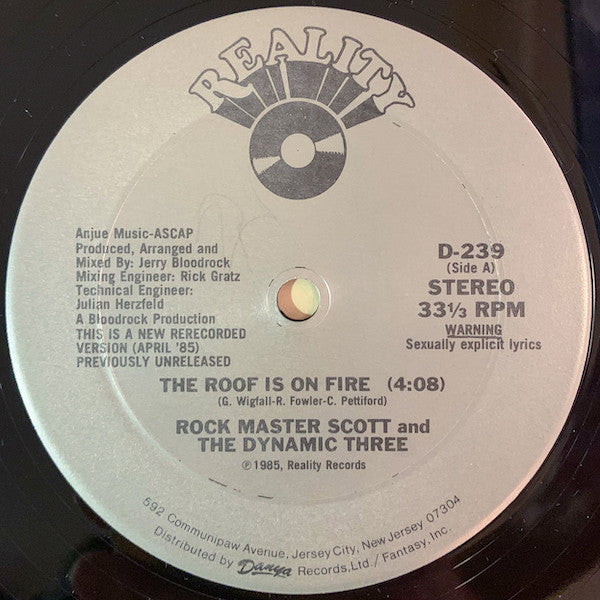 REALITY
Anjue Music-ASCAP
Produced, Arranged and
Mixed By: Jerry Bloodrock
Mixing Engineer: Rick Gratz
Technical Engineer:
Julian Herzfeld
A Bloodrock Production
THIS IS A NEW RERECORDED
VERSION (APRIL '85)
PREVIOUSLY UNRELEASED
D-239
(Side A)
STEREO
33⅓ RPM
WARNING
Sexually explicit lyrics
THE ROOF IS ON FIRE (4:08)
(G. Wigfall-R. Fowler-C. Pettiford)
ROCK MASTER SCOTT and
THE DYNAMIC THREE
℗1985, Reality Records
592 Communipaw Avenue, Jersey City, New Jersey 07304
Distributed by Danya Records, Ltd./Fantasy, Inc.